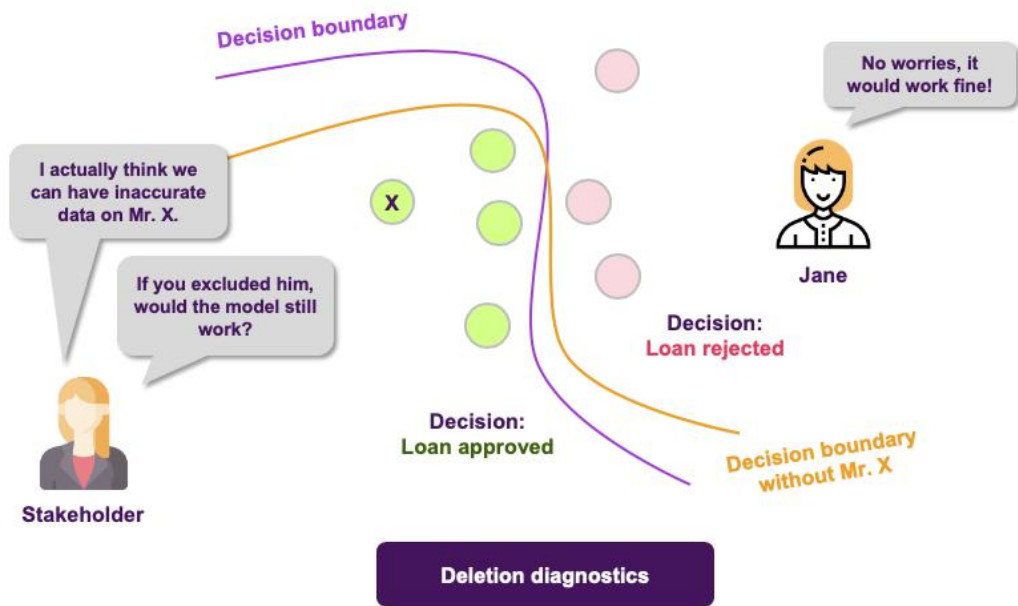 Decision boundary
No worries, it
would work fine!
I actually think we
can have inaccurate
data on Mr. X.
X
If you excluded him,
would the model still
work?
Jane
Decision:
Loan rejected
Decision:
Loan approved
Decision boundary
without Mr. X
Stakeholder
Deletion diagnostics